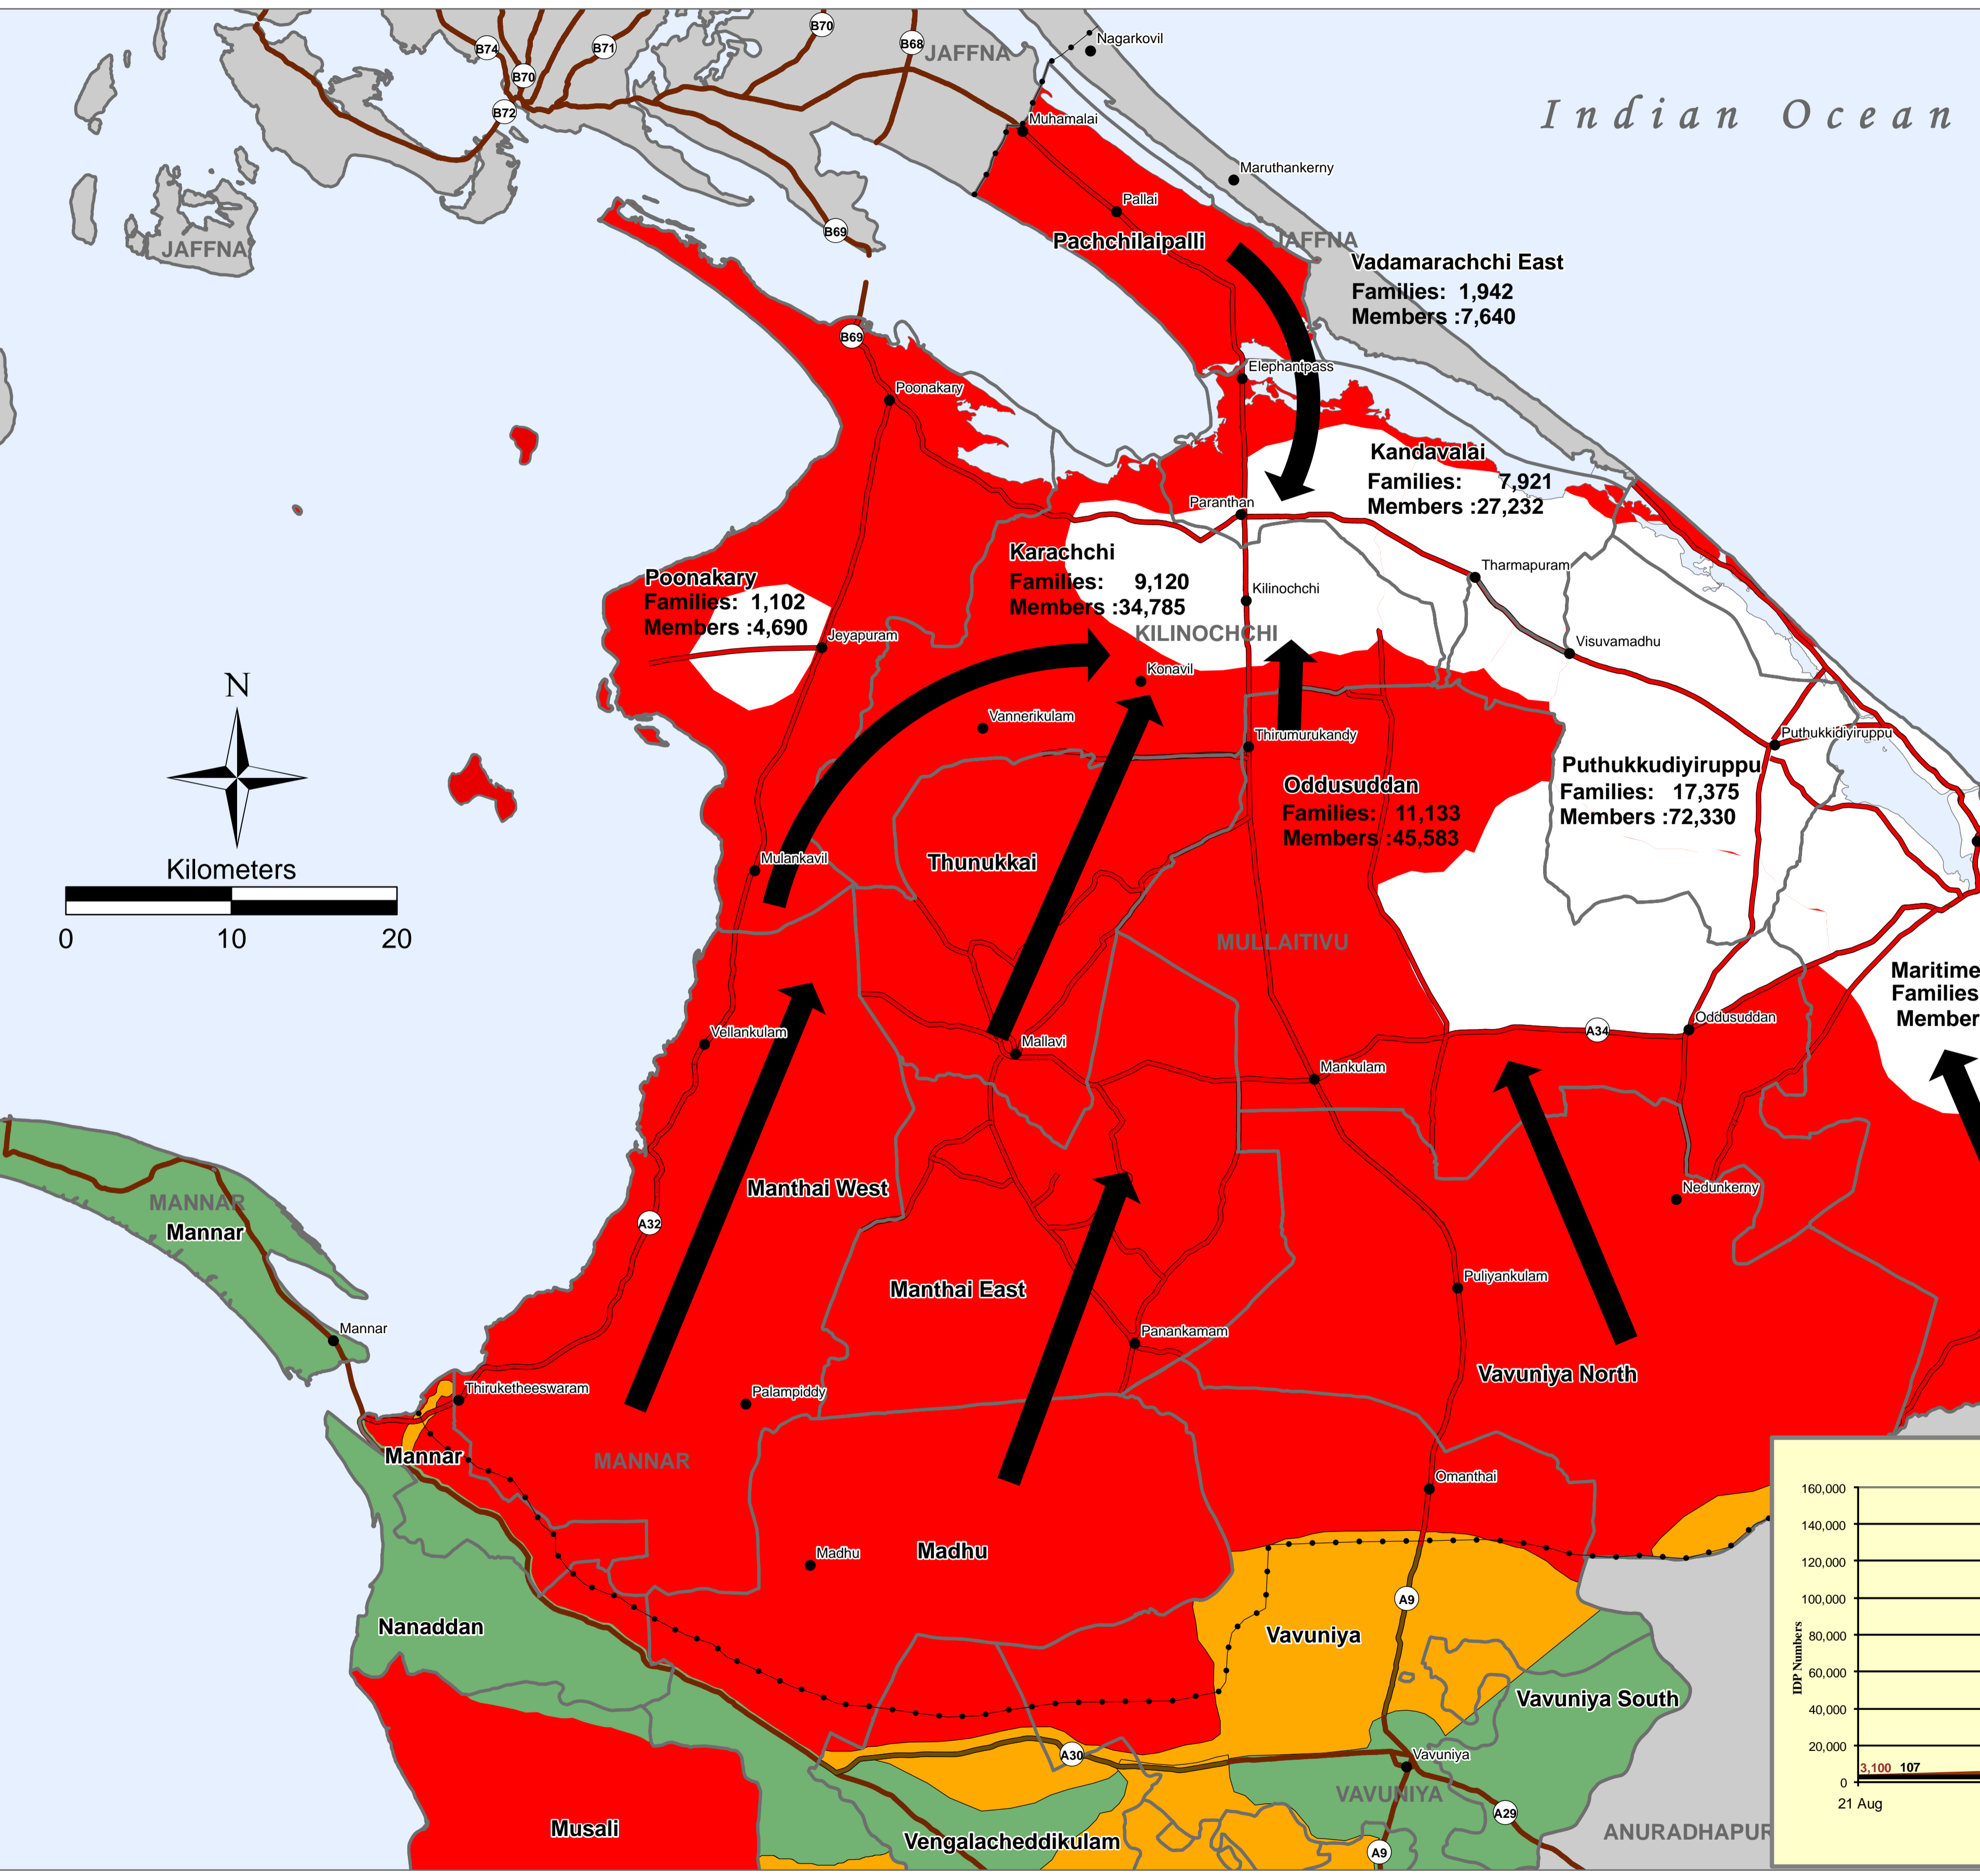 B74
B70
B71
B70
B68
JAFFNA
Nagarkovil
B72
Indian Ocean
Muhamalai
Maruthankerny
Pallai
Pachchilaipalli
JAFFNA
B69
JAFFNA
Vadamarachchi East
Families: 1,942
Members :7,640
B69
Elephantpass
Poonakary
Kandavalai
Families: 7,921
Members :27,232
Paranthan
Karachchi
Families: 9,120
Members :34,785
Tharmapuram
Poonakary
Families: 1,102
Members :4,690
Kilinochchi
KILINOCHCHI
Jeyapuram
Visuvamadhu
Konavil
N
Vannerikulam
Thirumurukandy
Puthukkidiyiruppu
Puthukkudiyiruppu
Families: 17,375
Members :72,330
Oddusuddan
Families: 11,133
Members :45,583
Kilometers
0 10 20
Mulankavil
Thunukkai
MULLAITIVU
Maritime
Families
Member
Vellankulam
Mallavi
A34
Oddusuddan
Mankulam
Manthai West
Nedunkerny
MANNAR
Mannar
A32
Manthai East
Puliyankulam
Mannar
Panankamam
Vavuniya North
Thiruketheeswaram
Palampiddy
Mannar
MANNAR
Omanthai
Madhu
Madhu
A9
Nanaddan
Vavuniya
Vavuniya South
A30
Vavuniya
VAVUNIYA
A29
Musali
Vengalacheddikulam
A9
ANURADHAPUR
160,000
140,000
120,000
100,000
80,000
60,000
40,000
20,000
0
IDP Numbers
3,100 107
21 Aug